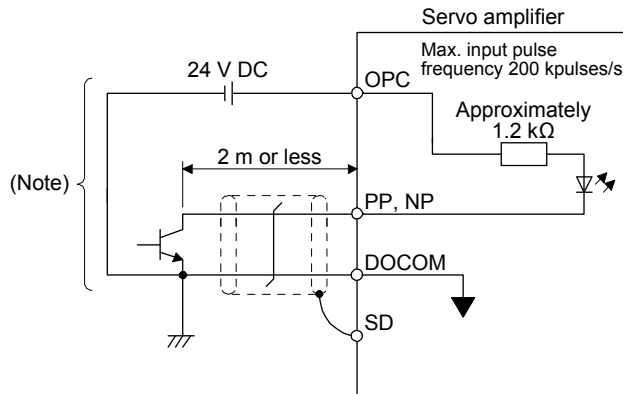 Servo amplifier
Max. input pulse
frequency 200 kpulses/s
24 V DC
OPC
Approximately
1.2 kΩ
2 m or less
(Note)
PP, NP
DOCOM
SD